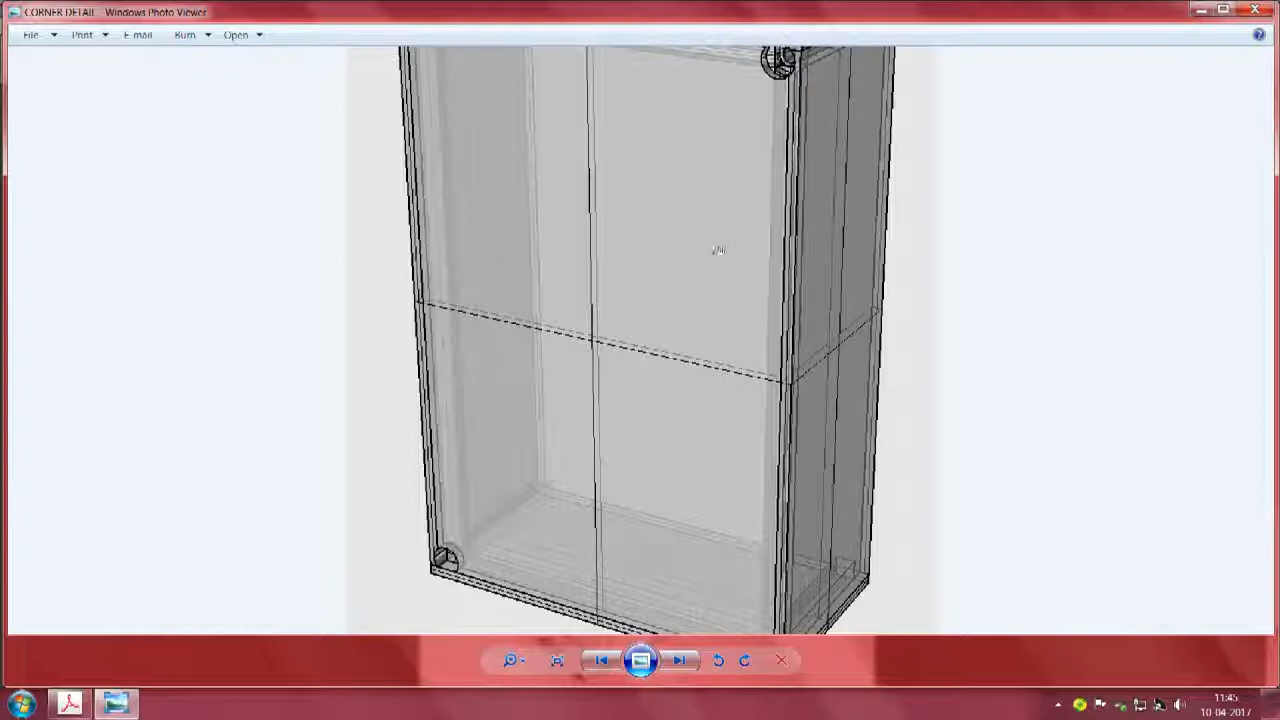 CORNER DETAIL - Windows Photo Viewer
File Print E-mail Burn Open
11:45
10-04-2017